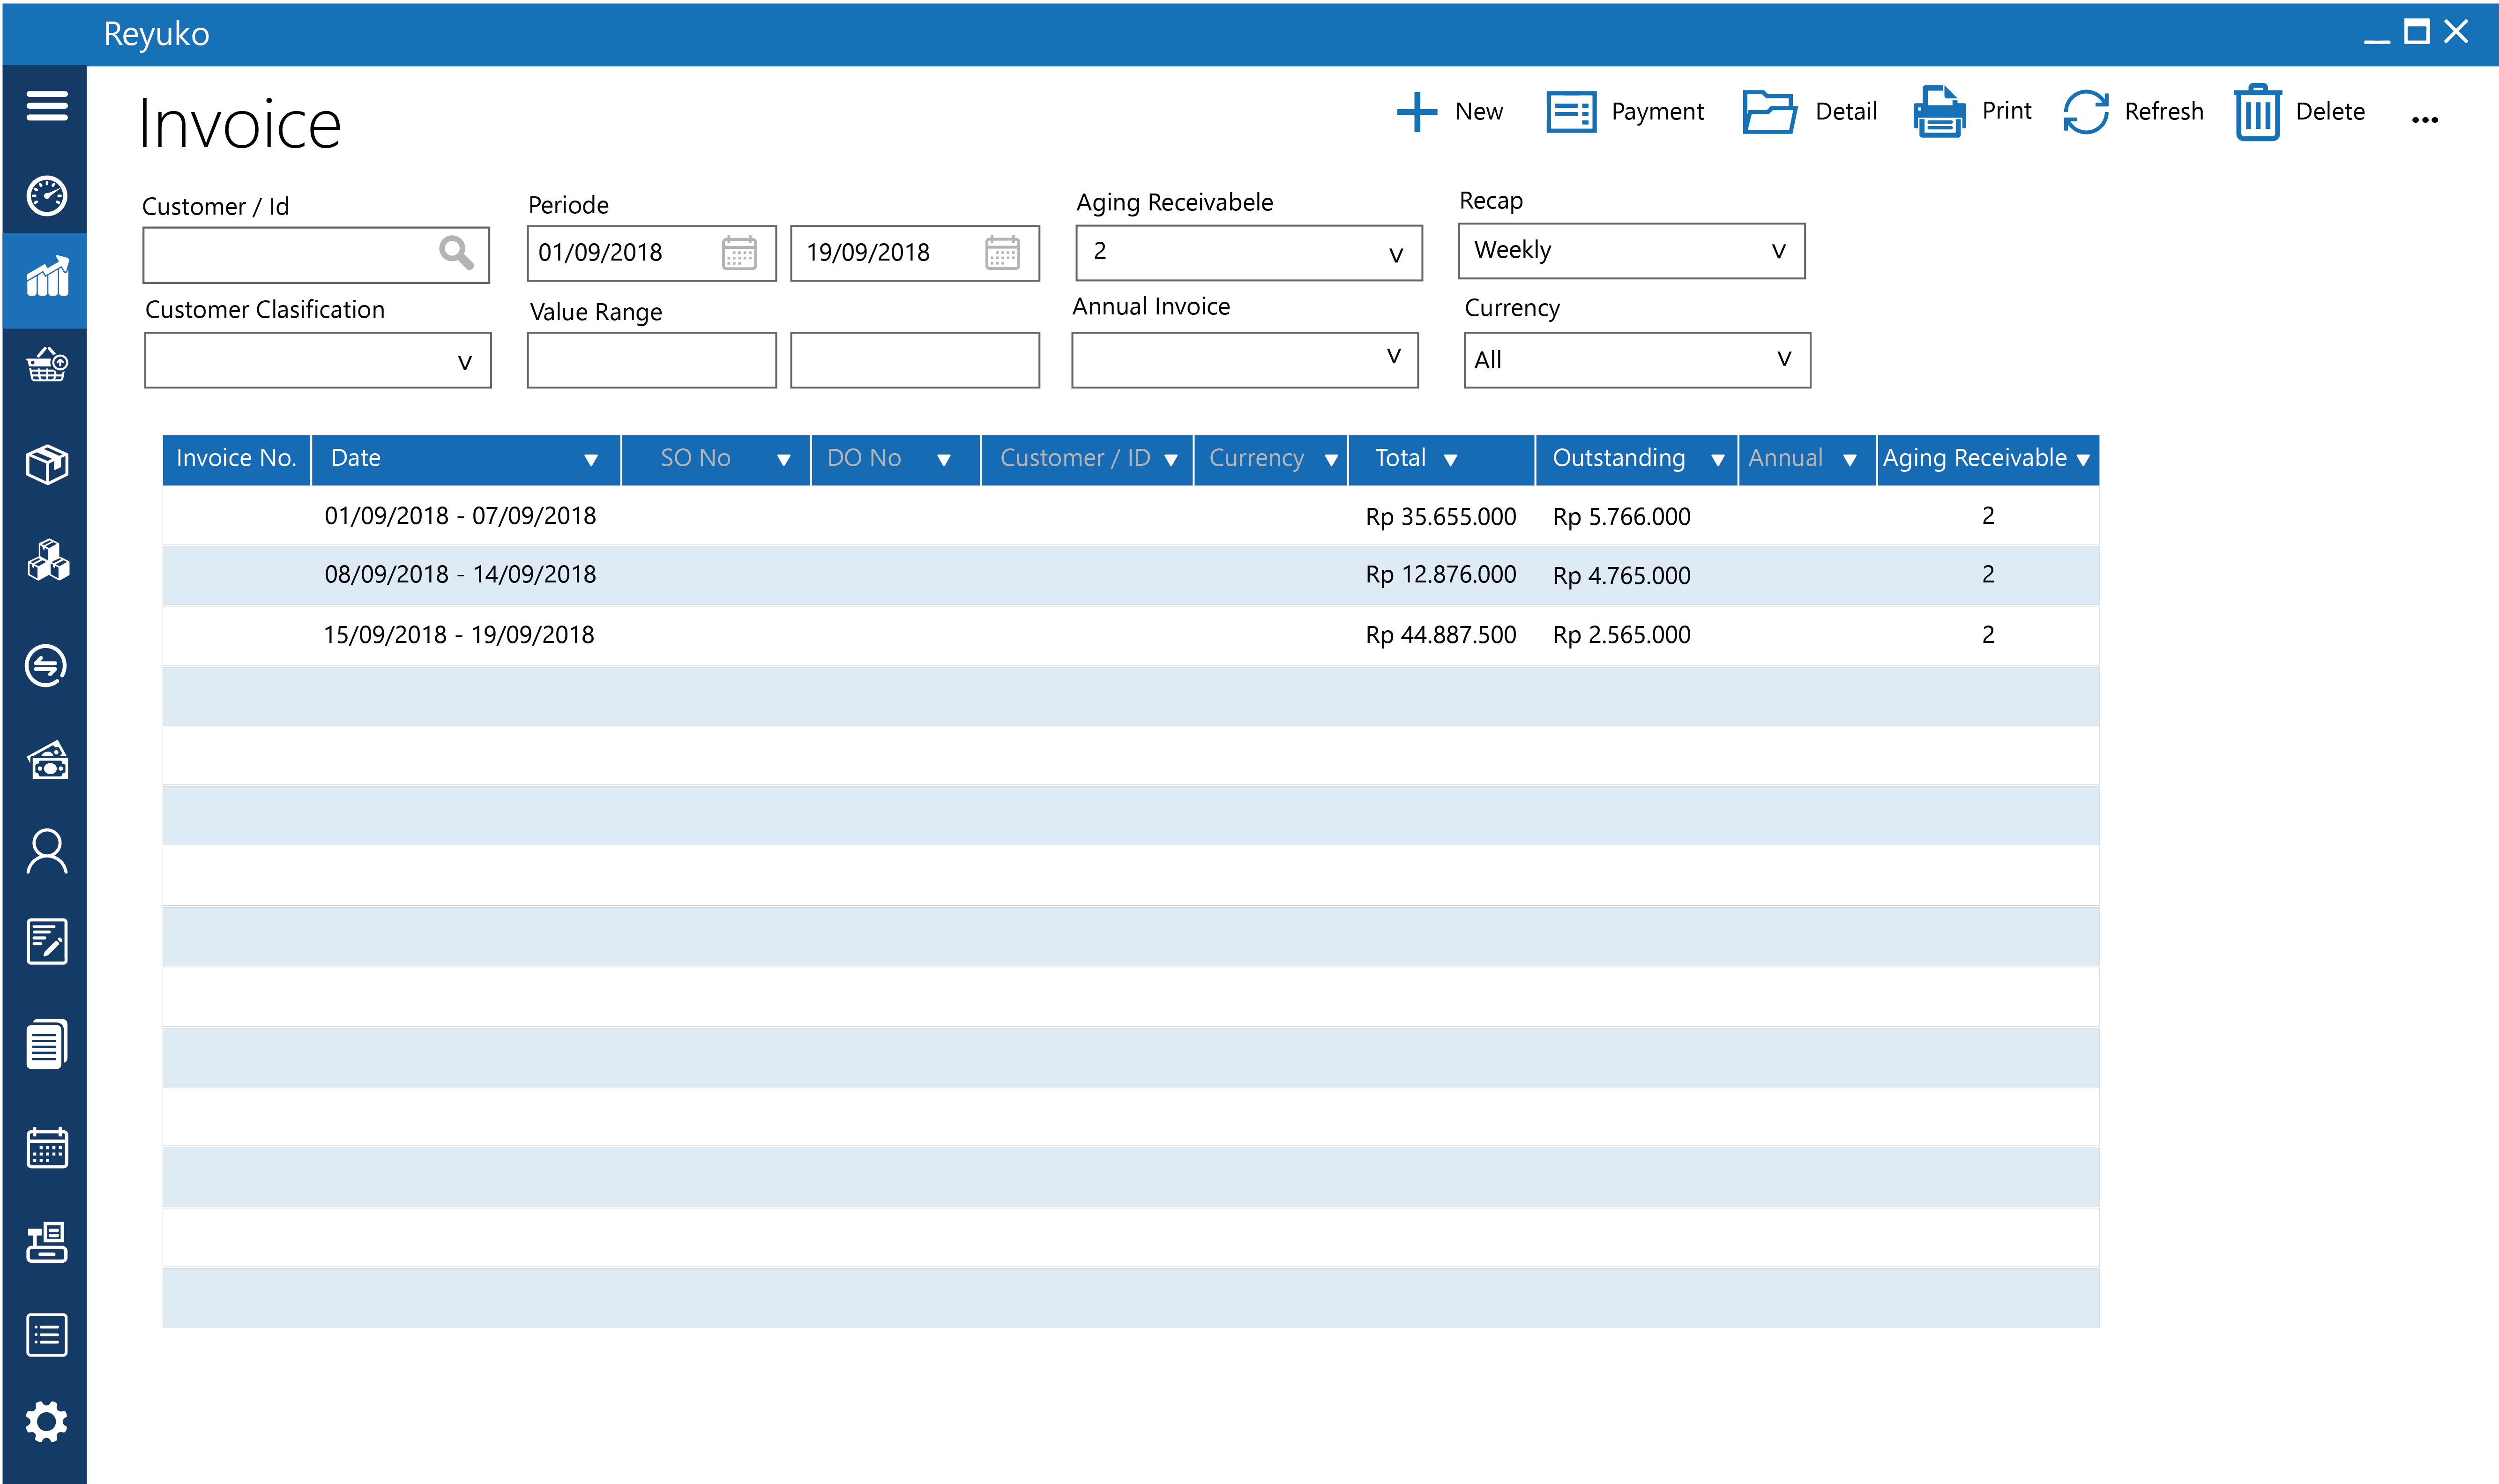 Reyuko
Invoice
New Payment Detail Print Refresh Delete ...
Customer / Id Periode Aging Receivabele Recap
01/09/2018 19/09/2018 2 v Weekly v
Customer Clasification Value Range Annual Invoice Currency
v v All v
Invoice No. Date SO No DO No Customer / ID Currency Total Outstanding Annual Aging Receivable
01/09/2018 - 07/09/2018 Rp 35.655.000 Rp 5.766.000 2
08/09/2018 - 14/09/2018 Rp 12.876.000 Rp 4.765.000 2
15/09/2018 - 19/09/2018 Rp 44.887.500 Rp 2.565.000 2